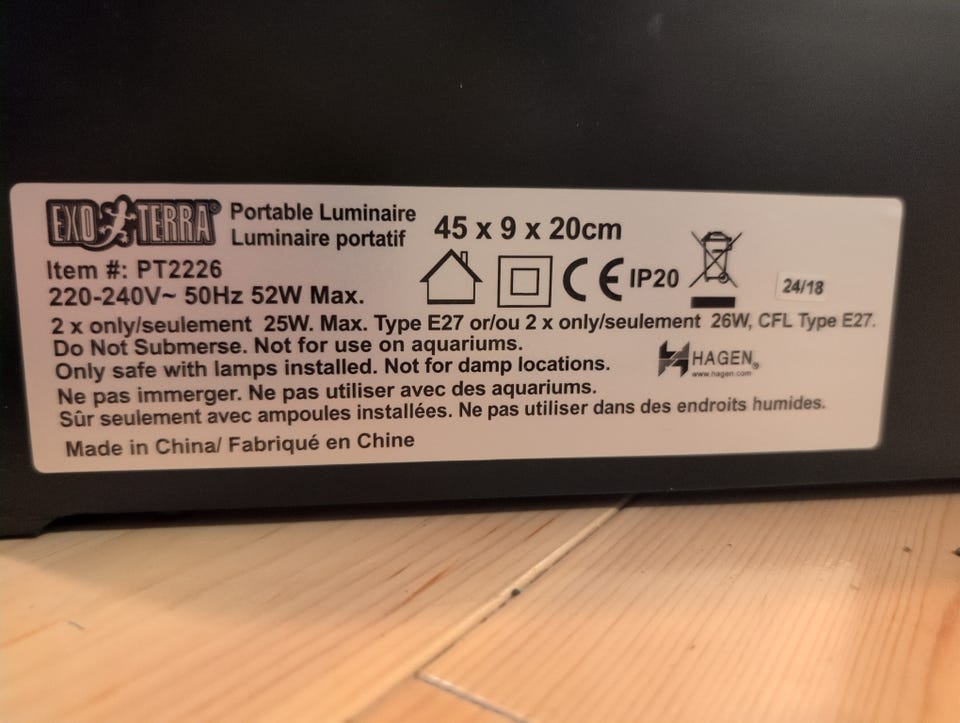 EXO TERRA®
Portable Luminaire
Luminaire portatif
45 x 9 x 20cm
Item #: PT2226
220-240V~ 50Hz 52W Max.
CE IP20
24/18
2 x only/seulement 25W. Max. Type E27 or/ou 2 x only/seulement 26W, CFL Type E27.
Do Not Submerse. Not for use on aquariums.
Only safe with lamps installed. Not for damp locations.
HAGEN®
www.hagen.com
Ne pas immerger. Ne pas utiliser avec des aquariums.
Sûr seulement avec ampoules installées. Ne pas utiliser dans des endroits humides.
Made in China/ Fabriqué en Chine